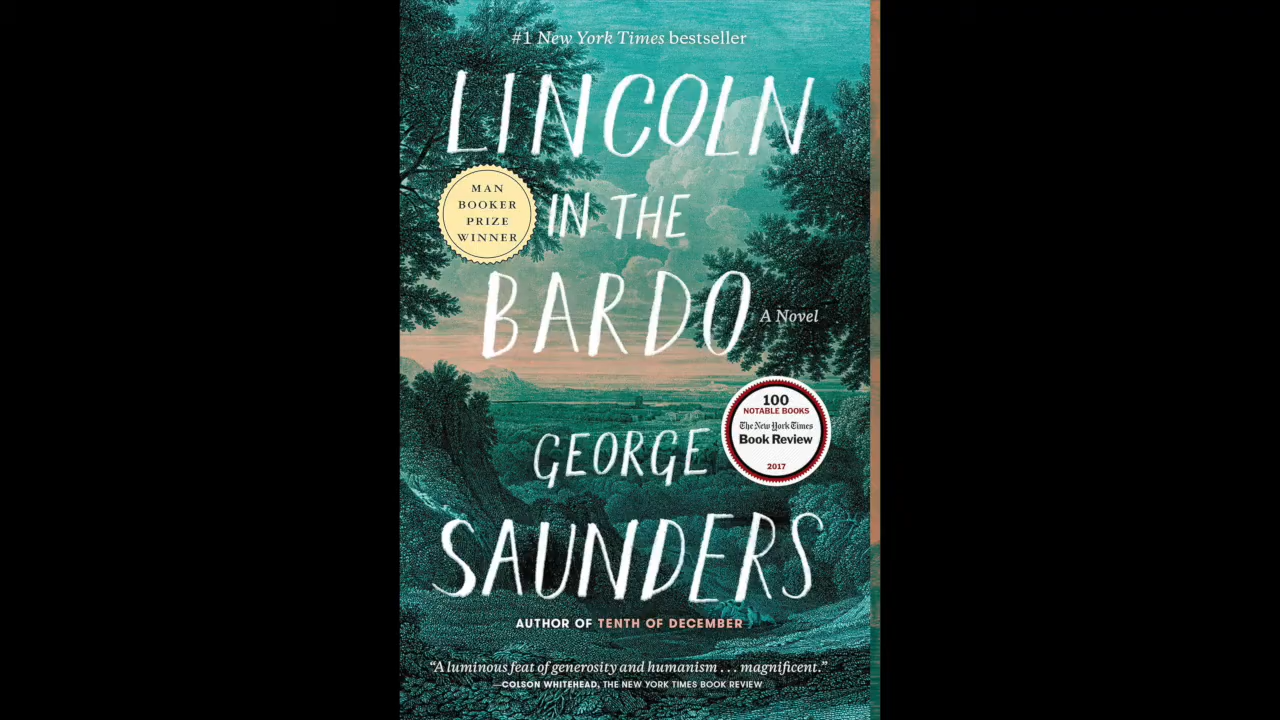 #1 New York Times bestseller
LINCOLN
MAN
BOOKER
PRIZE
WINNER
IN THE
BARDO
A Novel
100
NOTABLE BOOKS
The New York Times
Book Review
2017
GEORGE
SAUNDERS
AUTHOR OF TENTH OF DECEMBER
“A luminous feat of generosity and humanism . . . magnificent.”
—COLSON WHITEHEAD, THE NEW YORK TIMES BOOK REVIEW